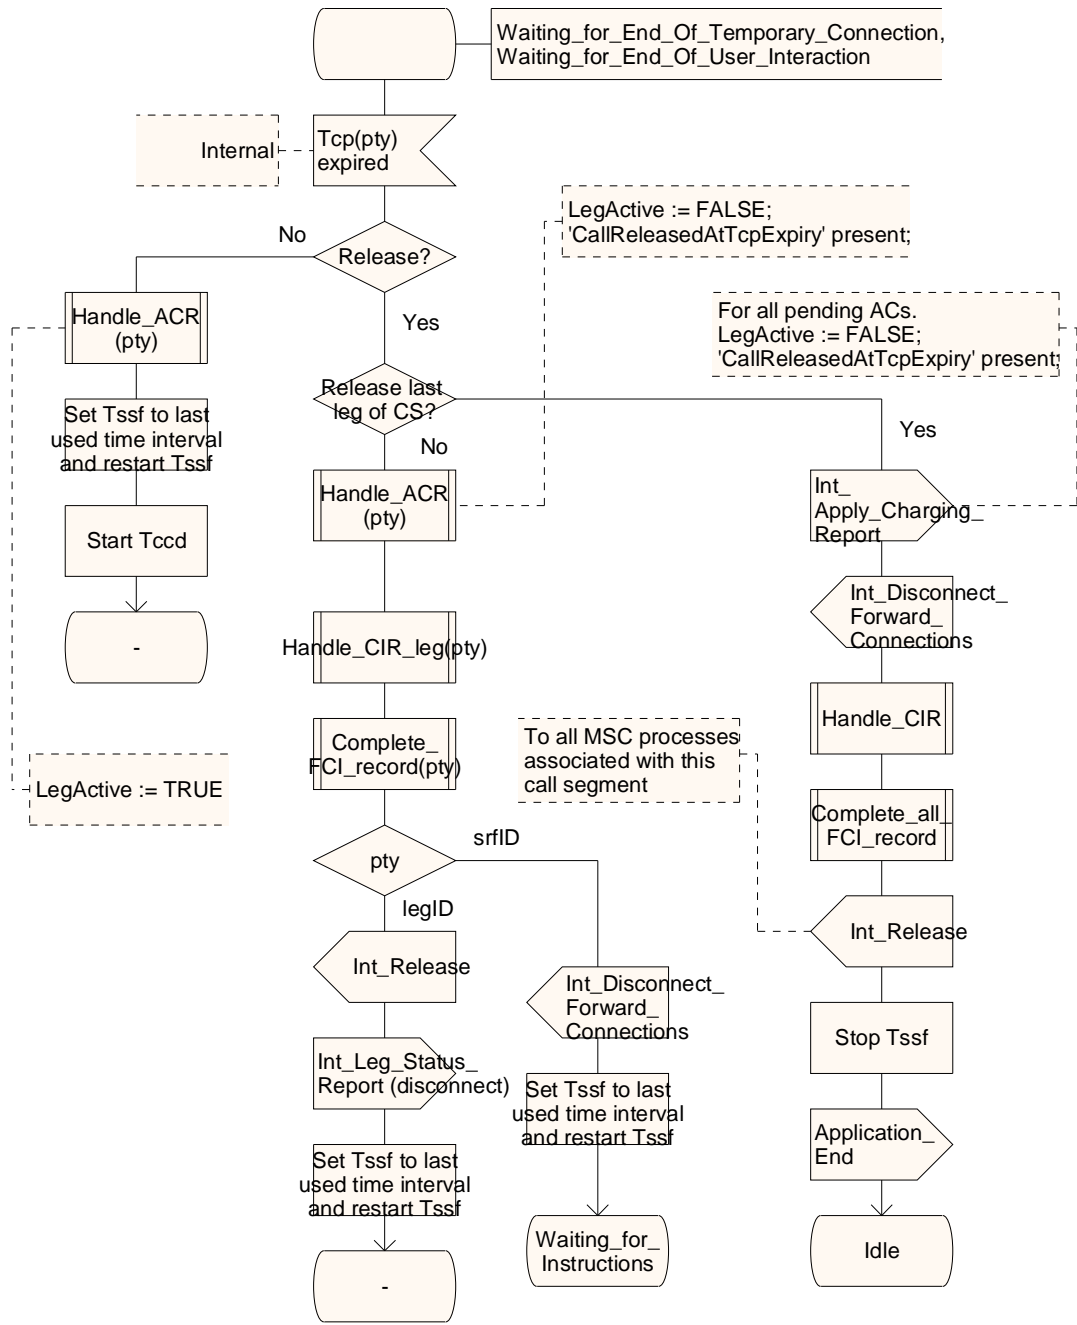 Waiting_for_End_Of_Temporary_Connection,
Waiting_for_End_Of_User_Interaction
Internal
Tcp(pty)
expired
LegActive := FALSE;
'CallReleasedAtTcpExpiry' present;
No
Release?
Handle_ACR
(pty)
Yes
For all pending ACs.
LegActive := FALSE;
'CallReleasedAtTcpExpiry' present;
Release last
leg of CS?
Set Tssf to last
used time interval
and restart Tssf
Yes
No
Handle_ACR
(pty)
Int_
Apply_Charging_
Report
Start Tccd
Int_Disconnect_
Forward_
Connections
-
Handle_CIR_leg(pty)
Handle_CIR
Complete_
FCI_record(pty)
To all MSC processes
associated with this
call segment
LegActive := TRUE
Complete_all_
FCI_record
srfID
pty
legID
Int_Release
Int_Release
Int_Disconnect_
Forward_
Connections
Stop Tssf
Int_Leg_Status_
Report (disconnect)
Set Tssf to last
used time interval
and restart Tssf
Application_
End
Set Tssf to last
used time interval
and restart Tssf
Waiting_for_
Instructions
Idle
-